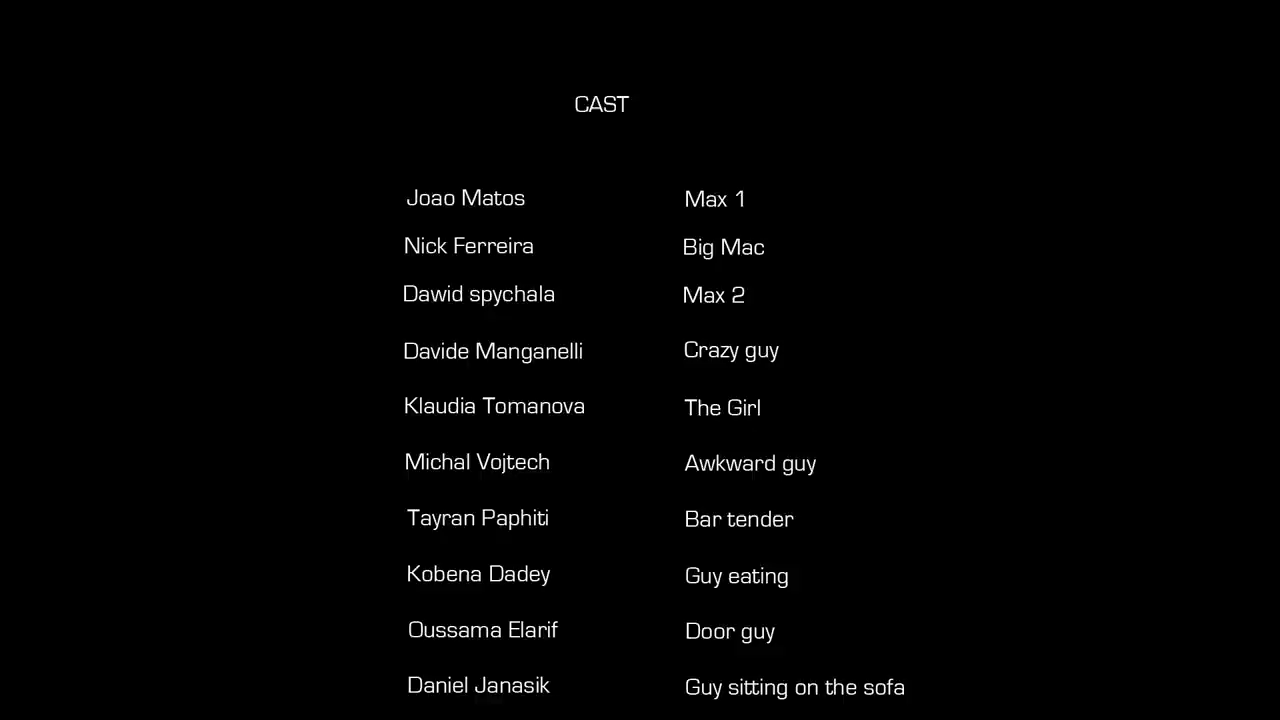 CAST
Joao Matos Max 1
Nick Ferreira Big Mac
Dawid spychala Max 2
Davide Manganelli Crazy guy
Klaudia Tomanova The Girl
Michal Vojtech Awkward guy
Tayran Paphiti Bar tender
Kobena Dadey Guy eating
Oussama Elarif Door guy
Daniel Janasik Guy sitting on the sofa